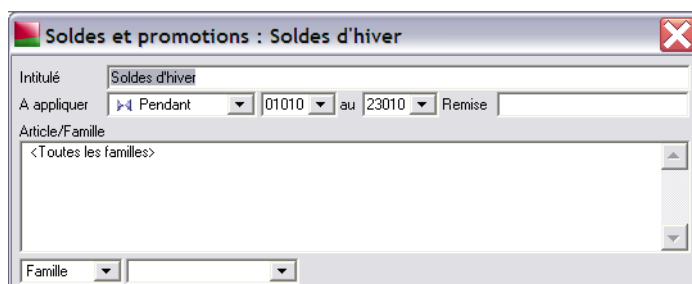 Soldes et promotions : Soldes d'hiver
Intitulé Soldes d'hiver
A appliquer Pendant 01010 au 23010 Remise
Article/Famille
<Toutes les familles>
Famille